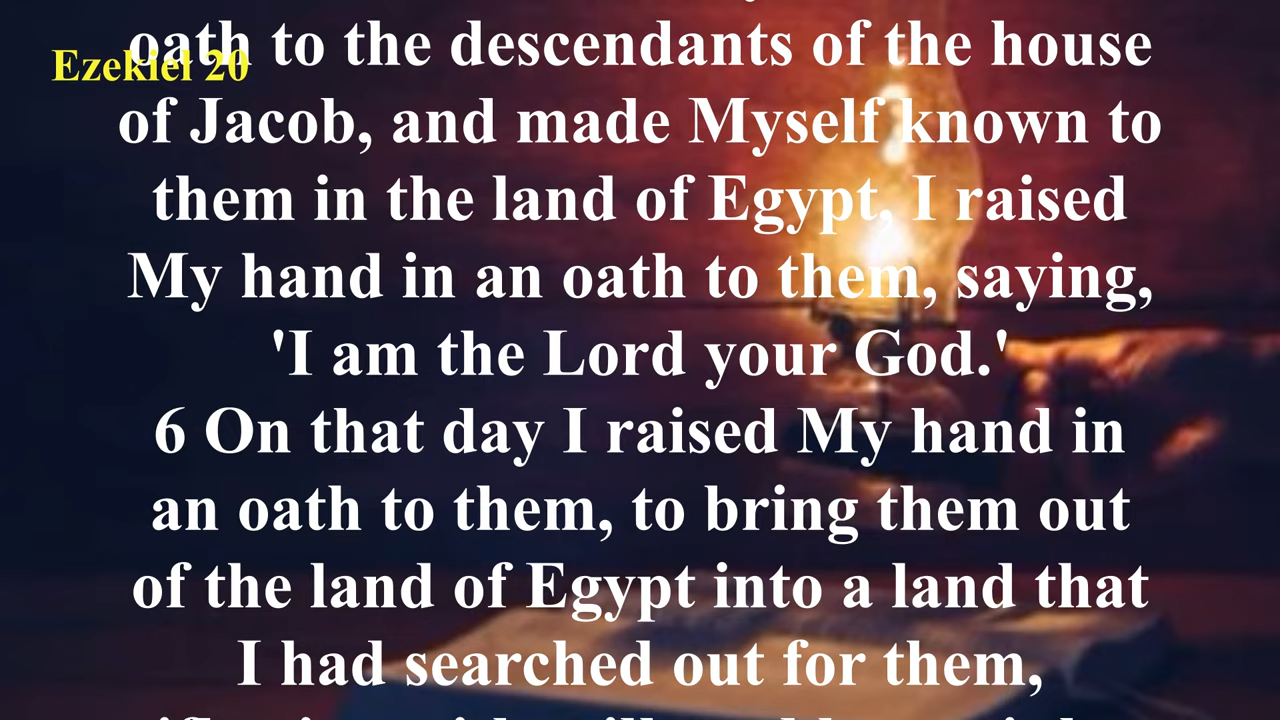 Ezekiel 20
oath to the descendants of the house
of Jacob, and made Myself known to
them in the land of Egypt, I raised
My hand in an oath to them, saying,
'I am the Lord your God.'
6 On that day I raised My hand in
an oath to them, to bring them out
of the land of Egypt into a land that
I had searched out for them,